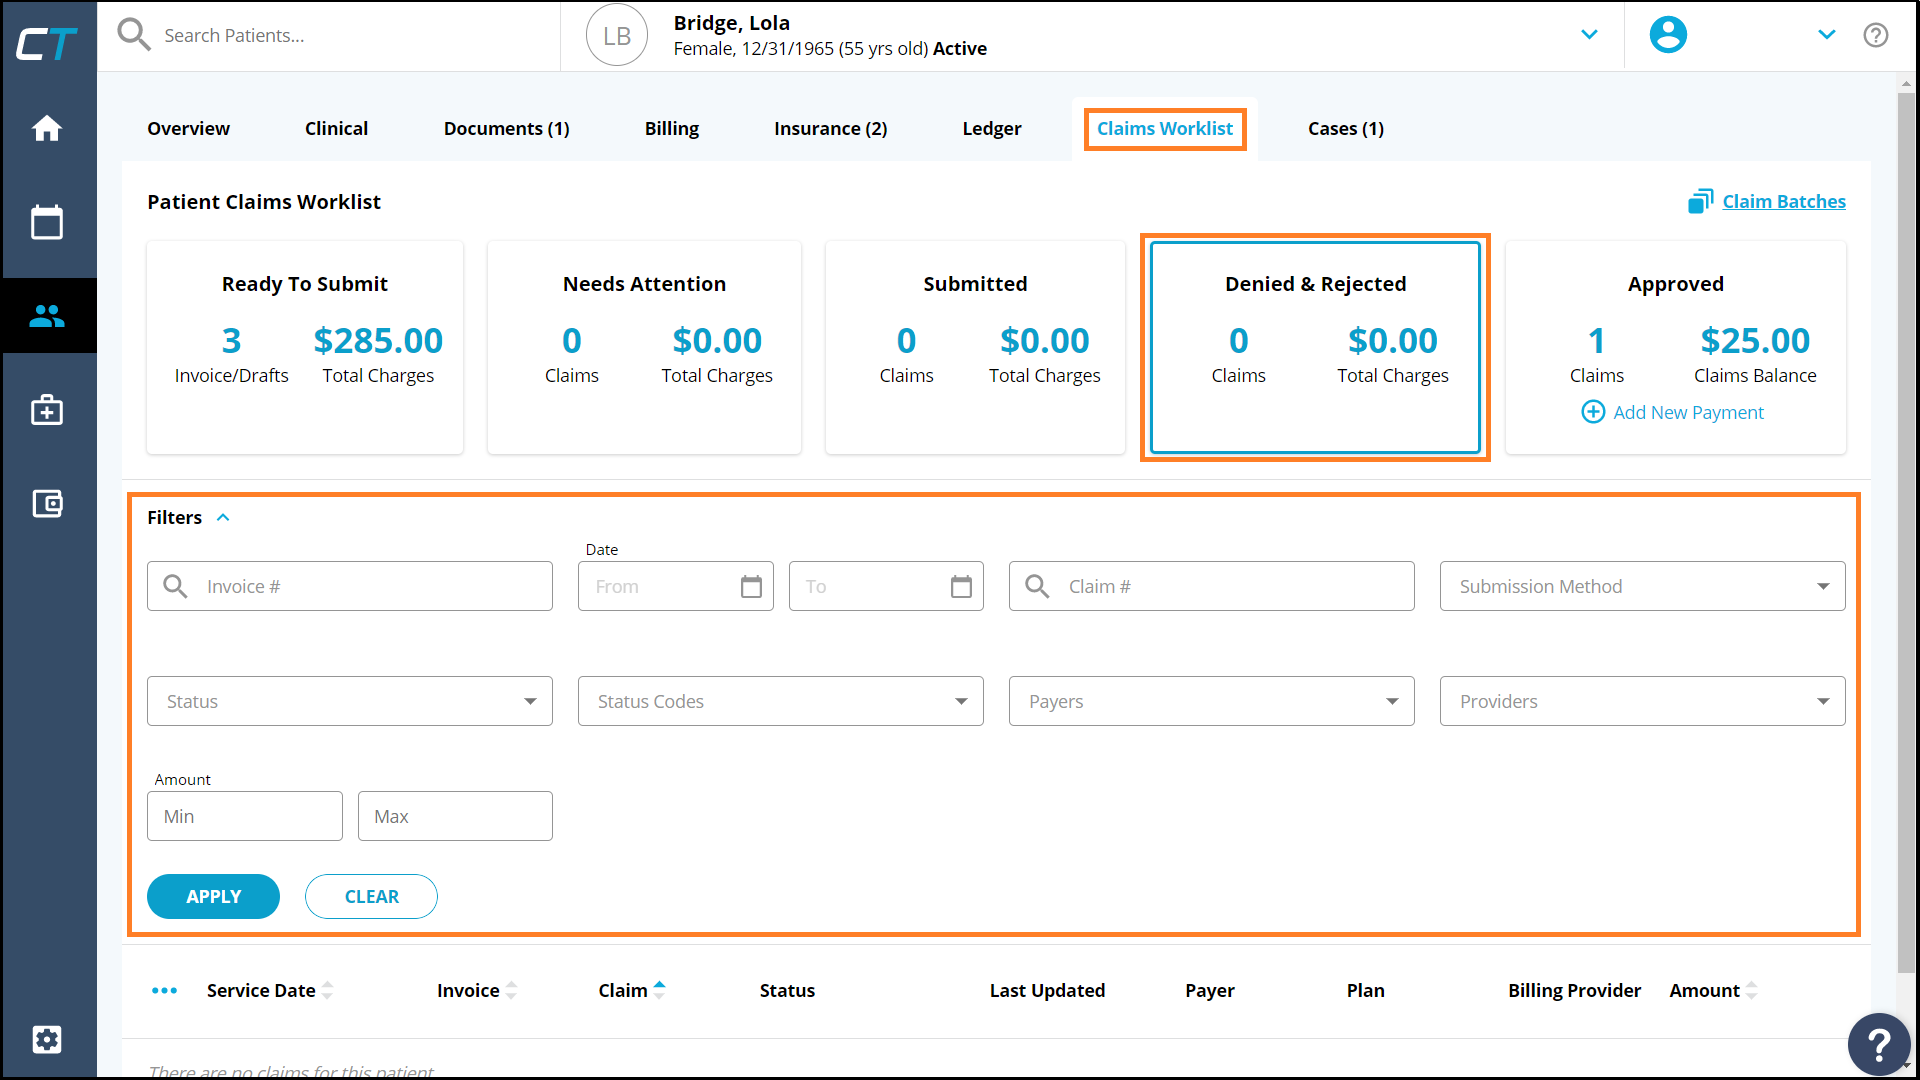 CT
Search Patients...
LB
Bridge, Lola
Female, 12/31/1965 (55 yrs old) Active
?
Overview Clinical Documents (1) Billing Insurance (2) Ledger Claims Worklist Cases (1)
Patient Claims Worklist
Claim Batches
Ready To Submit
3 $285.00
Invoice/Drafts Total Charges
Needs Attention
0 $0.00
Claims Total Charges
Submitted
0 $0.00
Claims Total Charges
Denied & Rejected
0 $0.00
Claims Total Charges
Approved
1 $25.00
Claims Claims Balance
Add New Payment
Filters
Date
Invoice # From To Claim # Submission Method
Status Status Codes Payers Providers
Amount
Min Max
APPLY CLEAR
Service Date Invoice Claim Status Last Updated Payer Plan Billing Provider Amount
There are no claims for this patient
?